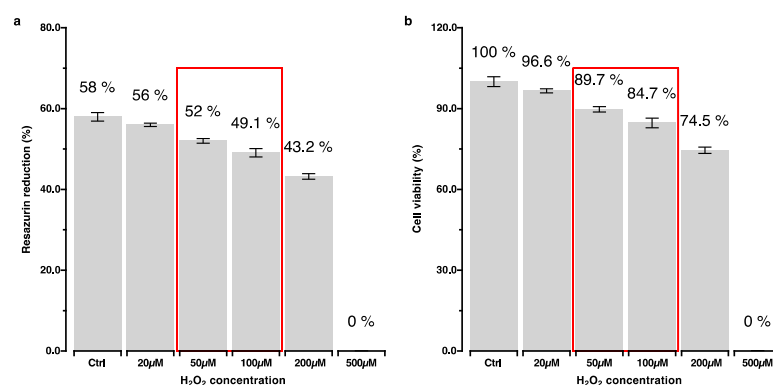 a
80.0
60.0
40.0
20.0
0.0
Resazurin reduction (%)
58 %
56 %
52 %
49.1 %
43.2 %
0 %
Ctrl 20µM 50µM 100µM 200µM 500µM
H₂O₂ concentration
b
120.0
90.0
60.0
30.0
0.0
Cell viability (%)
100 %
96.6 %
89.7 %
84.7 %
74.5 %
0 %
Ctrl 20µM 50µM 100µM 200µM 500µM
H₂O₂ concentration